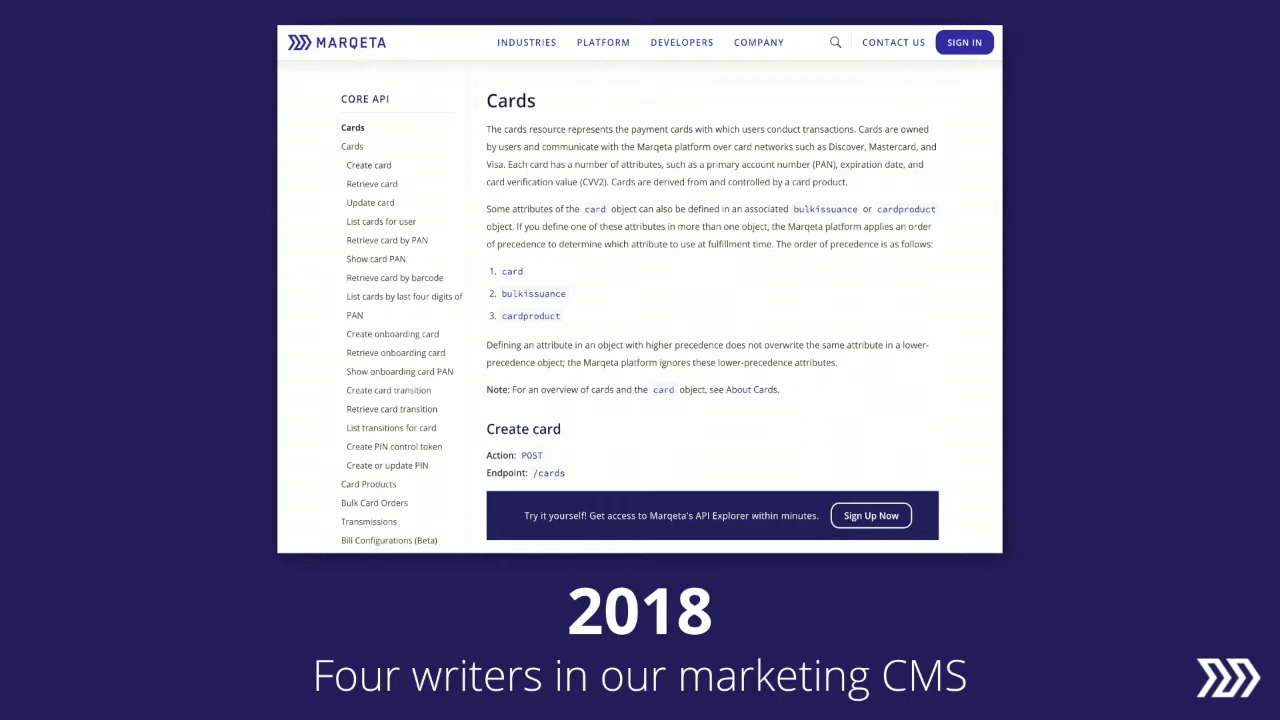 MARQETA
INDUSTRIES PLATFORM DEVELOPERS COMPANY CONTACT US SIGN IN
CORE API
Cards
Cards
Create card
Retrieve card
Update card
List cards for user
Retrieve card by PAN
Show card PAN
Retrieve card by barcode
List cards by last four digits of
PAN
Create onboarding card
Retrieve onboarding card
Show onboarding card PAN
Create card transition
Retrieve card transition
List transitions for card
Create PIN control token
Create or update PIN
Card Products
Bulk Card Orders
Transmissions
Bill Configurations (Beta)
Cards
The cards resource represents the payment cards with which users conduct transactions. Cards are owned
by users and communicate with the Marqeta platform over card networks such as Discover, Mastercard, and
Visa. Each card has a number of attributes, such as a primary account number (PAN), expiration date, and
card verification value (CVV2). Cards are derived from and controlled by a card product.
Some attributes of the card object can also be defined in an associated bulkissuance or cardproduct
object. If you define one of these attributes in more than one object, the Marqeta platform applies an order
of precedence to determine which attribute to use at fulfillment time. The order of precedence is as follows:
1. card
2. bulkissuance
3. cardproduct
Defining an attribute in an object with higher precedence does not overwrite the same attribute in a lower-
precedence object; the Marqeta platform ignores these lower-precedence attributes.
Note: For an overview of cards and the card object, see About Cards.
Create card
Action: POST
Endpoint: /cards
Try it yourself! Get access to Marqeta's API Explorer within minutes. Sign Up Now
2018
Four writers in our marketing CMS